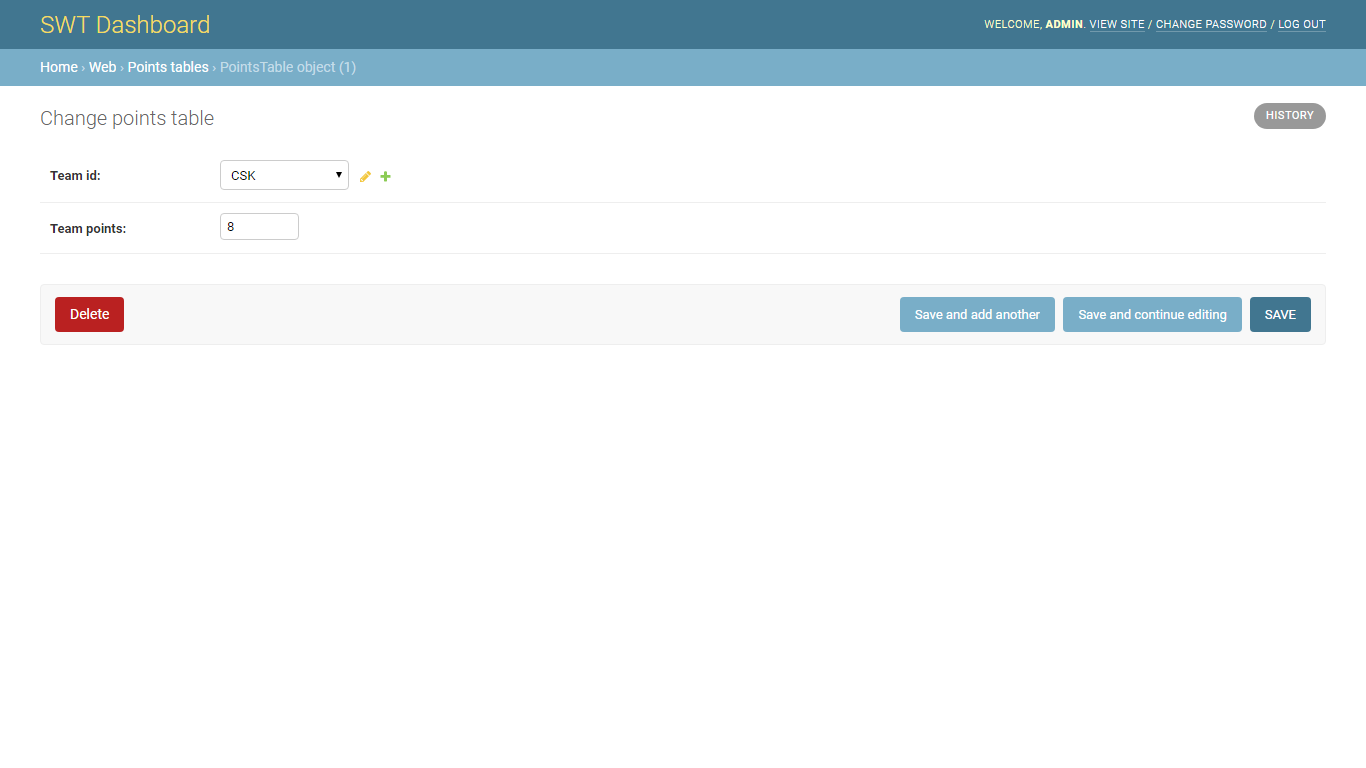 SWT Dashboard
WELCOME, ADMIN. VIEW SITE / CHANGE PASSWORD / LOG OUT
Home › Web › Points tables › PointsTable object (1)
Change points table
HISTORY
Team id:
CSK
Team points:
8
Delete
Save and add another
Save and continue editing
SAVE